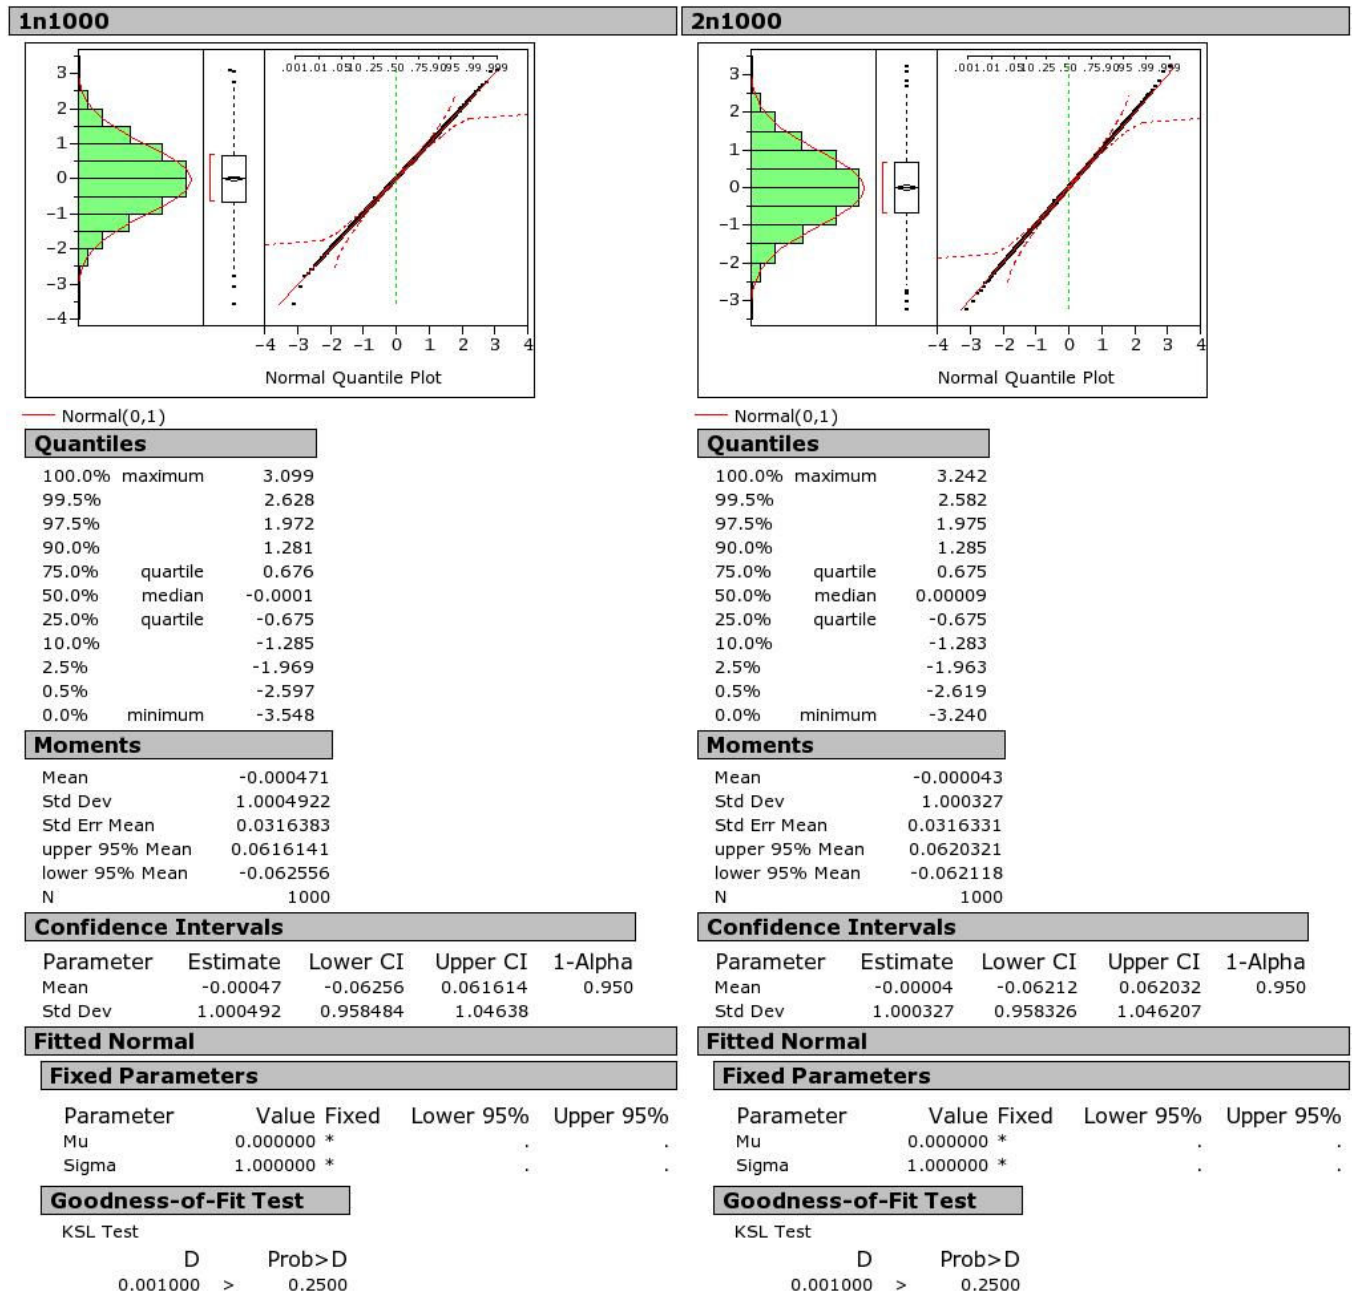 1n1000
3
2
1
0
-1
-2
-3
-4
.001 .01 .05 .10 .25 .50 .75 .90 .95 .99 .999
-4 -3 -2 -1 0 1 2 3 4
Normal Quantile Plot
Normal(0,1)
Quantiles
100.0% maximum 3.099
99.5% 2.628
97.5% 1.972
90.0% 1.281
75.0% quartile 0.676
50.0% median -0.0001
25.0% quartile -0.675
10.0% -1.285
2.5% -1.969
0.5% -2.597
0.0% minimum -3.548
Moments
Mean -0.000471
Std Dev 1.0004922
Std Err Mean 0.0316383
upper 95% Mean 0.0616141
lower 95% Mean -0.062556
N 1000
Confidence Intervals
Parameter Estimate Lower CI Upper CI 1-Alpha
Mean -0.00047 -0.06256 0.061614 0.950
Std Dev 1.000492 0.958484 1.04638
Fitted Normal
Fixed Parameters
Parameter Value Fixed Lower 95% Upper 95%
Mu 0.000000 * . .
Sigma 1.000000 * . .
Goodness-of-Fit Test
KSL Test
D Prob>D
0.001000 > 0.2500
2n1000
3
2
1
0
-1
-2
-3
.001 .01 .05 .10 .25 .50 .75 .90 .95 .99 .999
-4 -3 -2 -1 0 1 2 3 4
Normal Quantile Plot
Normal(0,1)
Quantiles
100.0% maximum 3.242
99.5% 2.582
97.5% 1.975
90.0% 1.285
75.0% quartile 0.675
50.0% median 0.00009
25.0% quartile -0.675
10.0% -1.283
2.5% -1.963
0.5% -2.619
0.0% minimum -3.240
Moments
Mean -0.000043
Std Dev 1.000327
Std Err Mean 0.0316331
upper 95% Mean 0.0620321
lower 95% Mean -0.062118
N 1000
Confidence Intervals
Parameter Estimate Lower CI Upper CI 1-Alpha
Mean -0.00004 -0.06212 0.062032 0.950
Std Dev 1.000327 0.958326 1.046207
Fitted Normal
Fixed Parameters
Parameter Value Fixed Lower 95% Upper 95%
Mu 0.000000 * . .
Sigma 1.000000 * . .
Goodness-of-Fit Test
KSL Test
D Prob>D
0.001000 > 0.2500